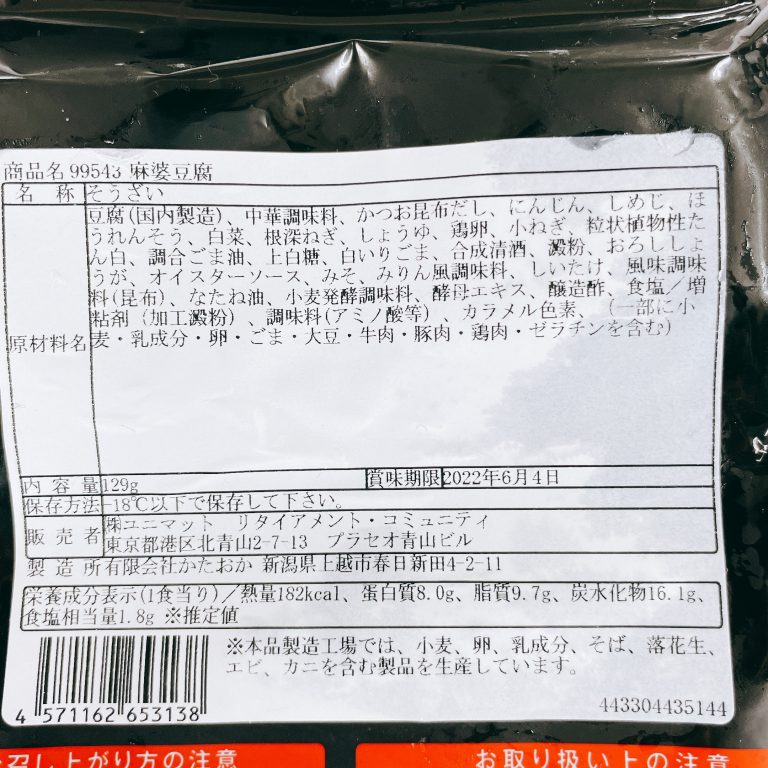 商品名 99543 麻婆豆腐
名 称 そうざい
原材料名 豆腐(国内製造)、中華調味料、かつお昆布だし、にんじん、しめじ、ほ
うれんそう、白菜、根深ねぎ、しょうゆ、鶏卵、小ねぎ、粒状植物性た
ん白、調合ごま油、上白糖、白いりごま、合成清酒、澱粉、おろししょ
うが、オイスターソース、みそ、みりん風調味料、しいたけ、風味調味
料(昆布)、なたね油、小麦発酵調味料、酵母エキス、醸造酢、食塩／増
粘剤（加工澱粉）、調味料(アミノ酸等)、カラメル色素、（一部に小
麦・乳成分・卵・ごま・大豆・牛肉・豚肉・鶏肉・ゼラチンを含む）
内 容 量 129g 賞味期限 2022年6月4日
保存方法 -18℃以下で保存して下さい。
販 売 者 ㈱ユニマット リタイアメント・コミュニティ
東京都港区北青山2-7-13 プラセオ青山ビル
製 造 所 有限会社かたおか 新潟県上越市春日新田4-2-11
栄養成分表示(1食当り)／熱量182kcal、蛋白質8.0g、脂質9.7g、炭水化物16.1g、
食塩相当量1.8g ※推定値
※本品製造工場では、小麦、卵、乳成分、そば、落花生、
エビ、カニを含む製品を生産しています。
4 571162 653138
443304435144
召し上がり方の注意
お取り扱い上の注意